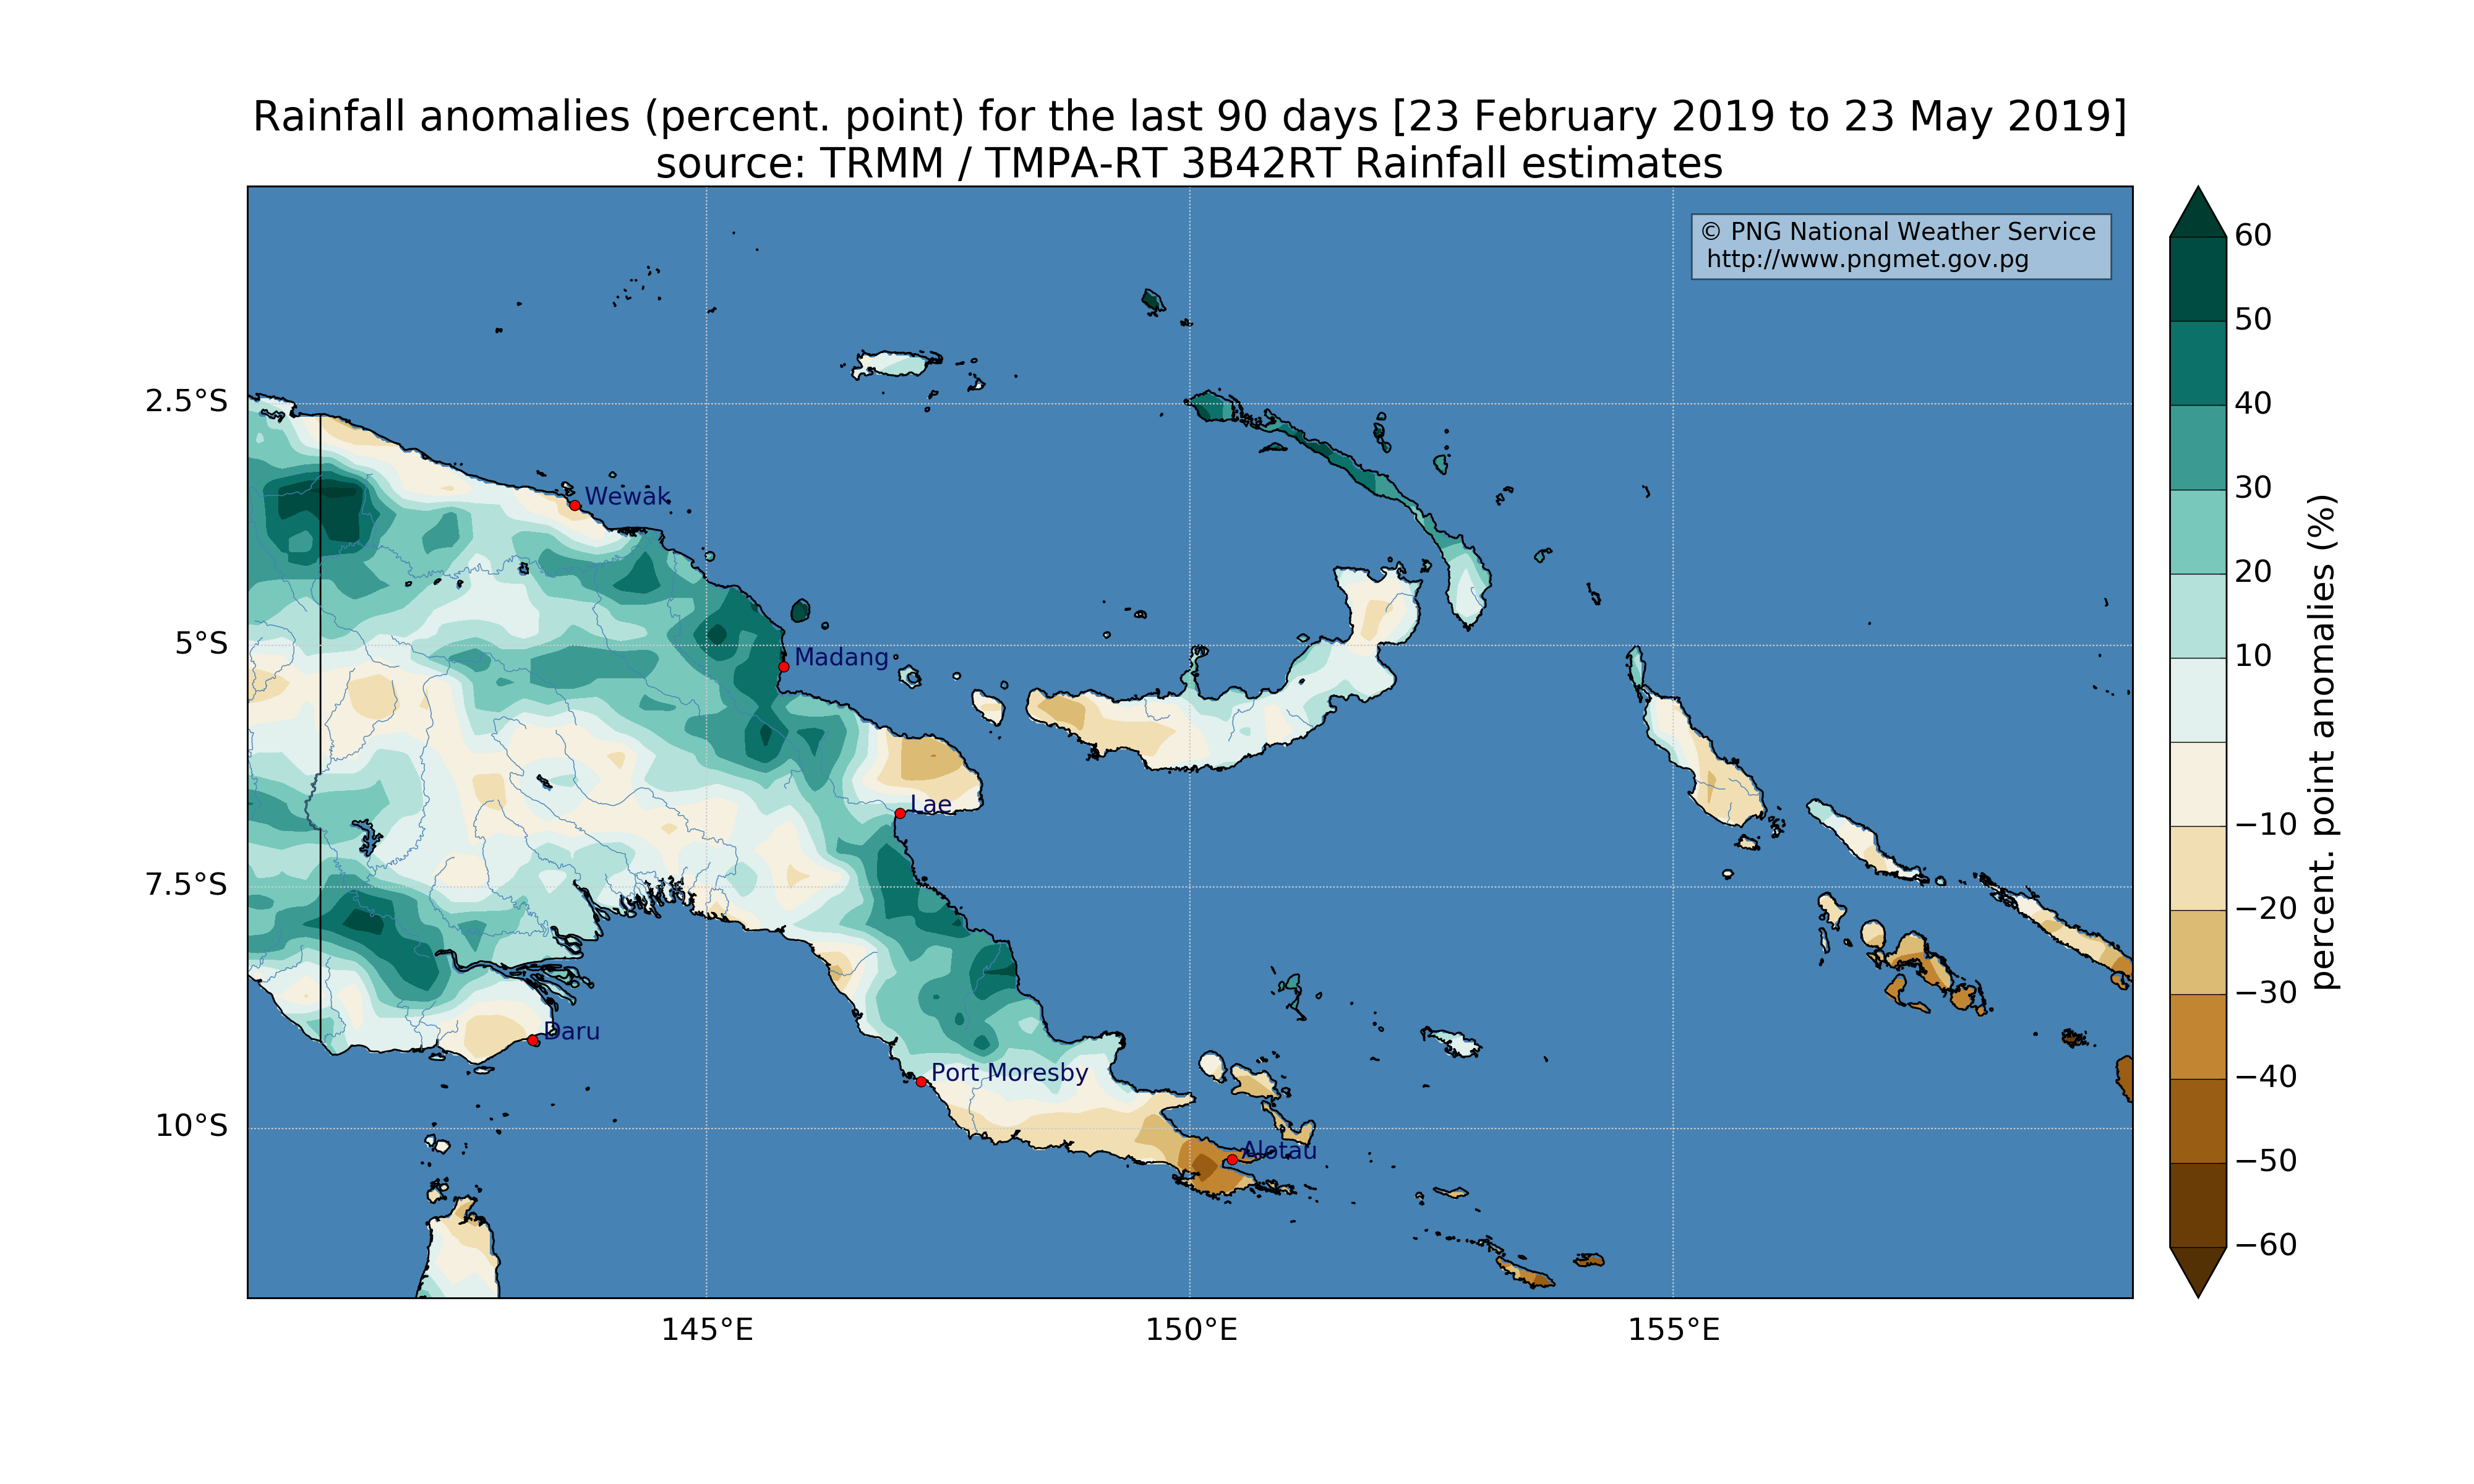 Rainfall anomalies (percent. point) for the last 90 days [23 February 2019 to 23 May 2019]
source: TRMM / TMPA-RT 3B42RT Rainfall estimates
© PNG National Weather Service
http://www.pngmet.gov.pg
2.5°S
5°S
7.5°S
10°S
Wewak
Madang
Lae
Daru
Port Moresby
Alotau
145°E
150°E
155°E
60
50
40
30
20
10
−10
−20
−30
−40
−50
−60
percent. point anomalies (%)